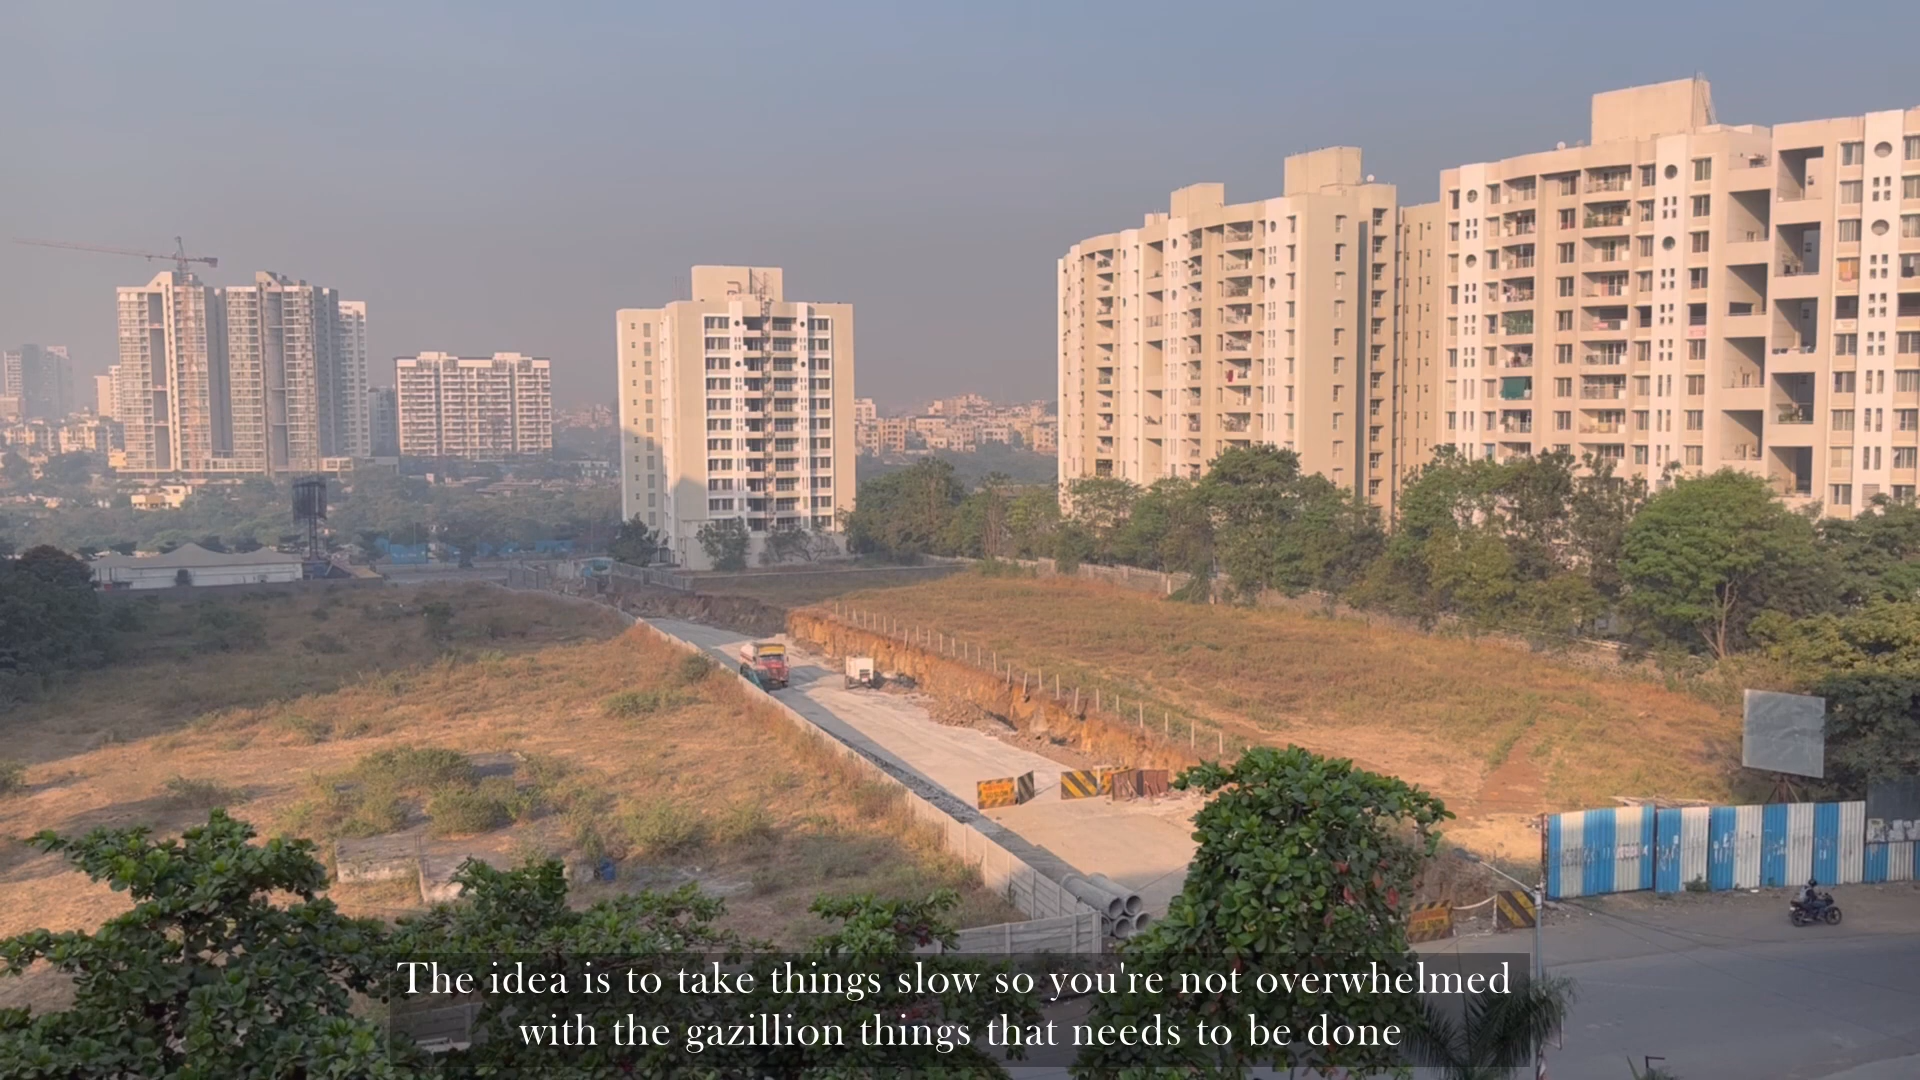 The idea is to take things slow so you're not overwhelmed
with the gazillion things that needs to be done